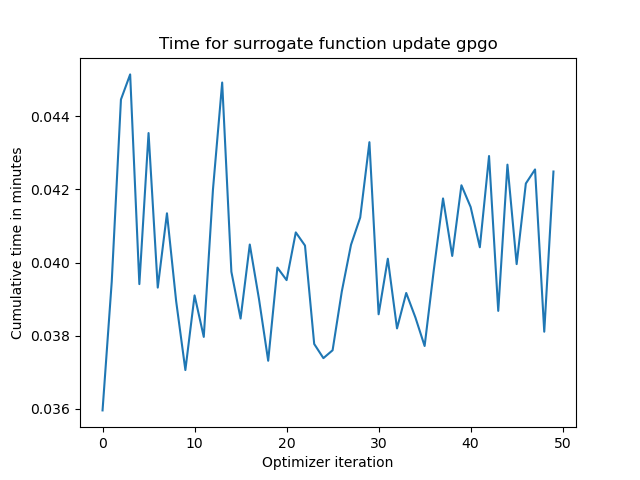 Time for surrogate function update gpgo
Cumulative time in minutes
0.044
0.042
0.040
0.038
0.036
0 10 20 30 40 50
Optimizer iteration